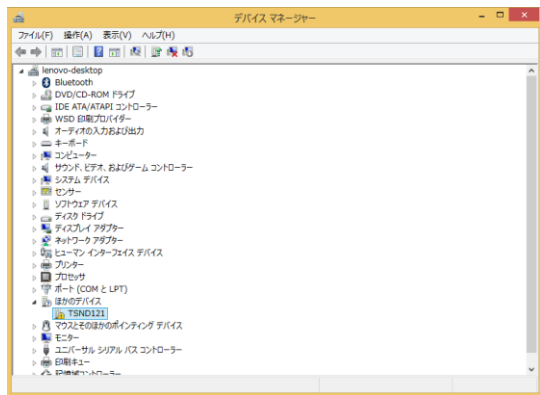 デバイス マネージャー
ファイル(F) 操作(A) 表示(V) ヘルプ(H)
lenovo-desktop
Bluetooth
DVD/CD-ROM ドライブ
IDE ATA/ATAPI コントローラー
WSD 印刷プロバイダー
オーディオの入力および出力
キーボード
コンピューター
サウンド、ビデオ、およびゲーム コントローラー
システム デバイス
センサー
ソフトウェア デバイス
ディスク ドライブ
ディスプレイ アダプター
ネットワーク アダプター
ヒューマン インターフェイス デバイス
プリンター
プロセッサ
ポート (COM と LPT)
ほかのデバイス
TSND121
マウスとそのほかのポインティング デバイス
モニター
ユニバーサル シリアル バス コントローラー
印刷キュー
記憶域コントローラー